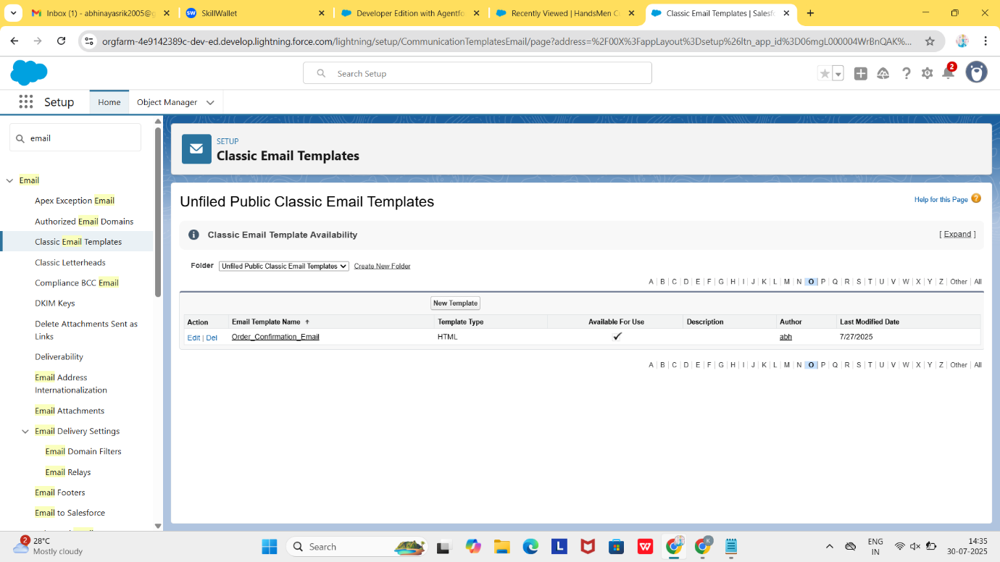 Inbox (1) - abhinayasrik2005@g
SkillWallet
Developer Edition with Agentfo
Recently Viewed | HandsMen Cu
Classic Email Templates | Salesf
orgfarm-4e9142389c-dev-ed.develop.lightning.force.com/lightning/setup/CommunicationTemplatesEmail/page?address=%2F00X%3FappLayout%3Dsetup%26ltn_app_id%3D06mgL000004WrBnQAK%...
Search Setup
2
Setup
Home
Object Manager
email
Email
Apex Exception Email
Authorized Email Domains
Classic Email Templates
Classic Letterheads
Compliance BCC Email
DKIM Keys
Delete Attachments Sent as
Links
Deliverability
Email Address
Internationalization
Email Attachments
Email Delivery Settings
Email Domain Filters
Email Relays
Email Footers
Email to Salesforce
SETUP
Classic Email Templates
Unfiled Public Classic Email Templates
Help for this Page
Classic Email Template Availability
[ Expand ]
Folder Unfiled Public Classic Email Templates Create New Folder
A | B | C | D | E | F | G | H | I | J | K | L | M | N | O | P | Q | R | S | T | U | V | W | X | Y | Z | Other | All
New Template
Action Email Template Name Template Type Available For Use Description Author Last Modified Date
Edit | Del Order_Confirmation_Email HTML ✓ abh 7/27/2025
A | B | C | D | E | F | G | H | I | J | K | L | M | N | O | P | Q | R | S | T | U | V | W | X | Y | Z | Other | All
2
28°C
Mostly cloudy
Search
ENG
IN
14:35
30-07-2025